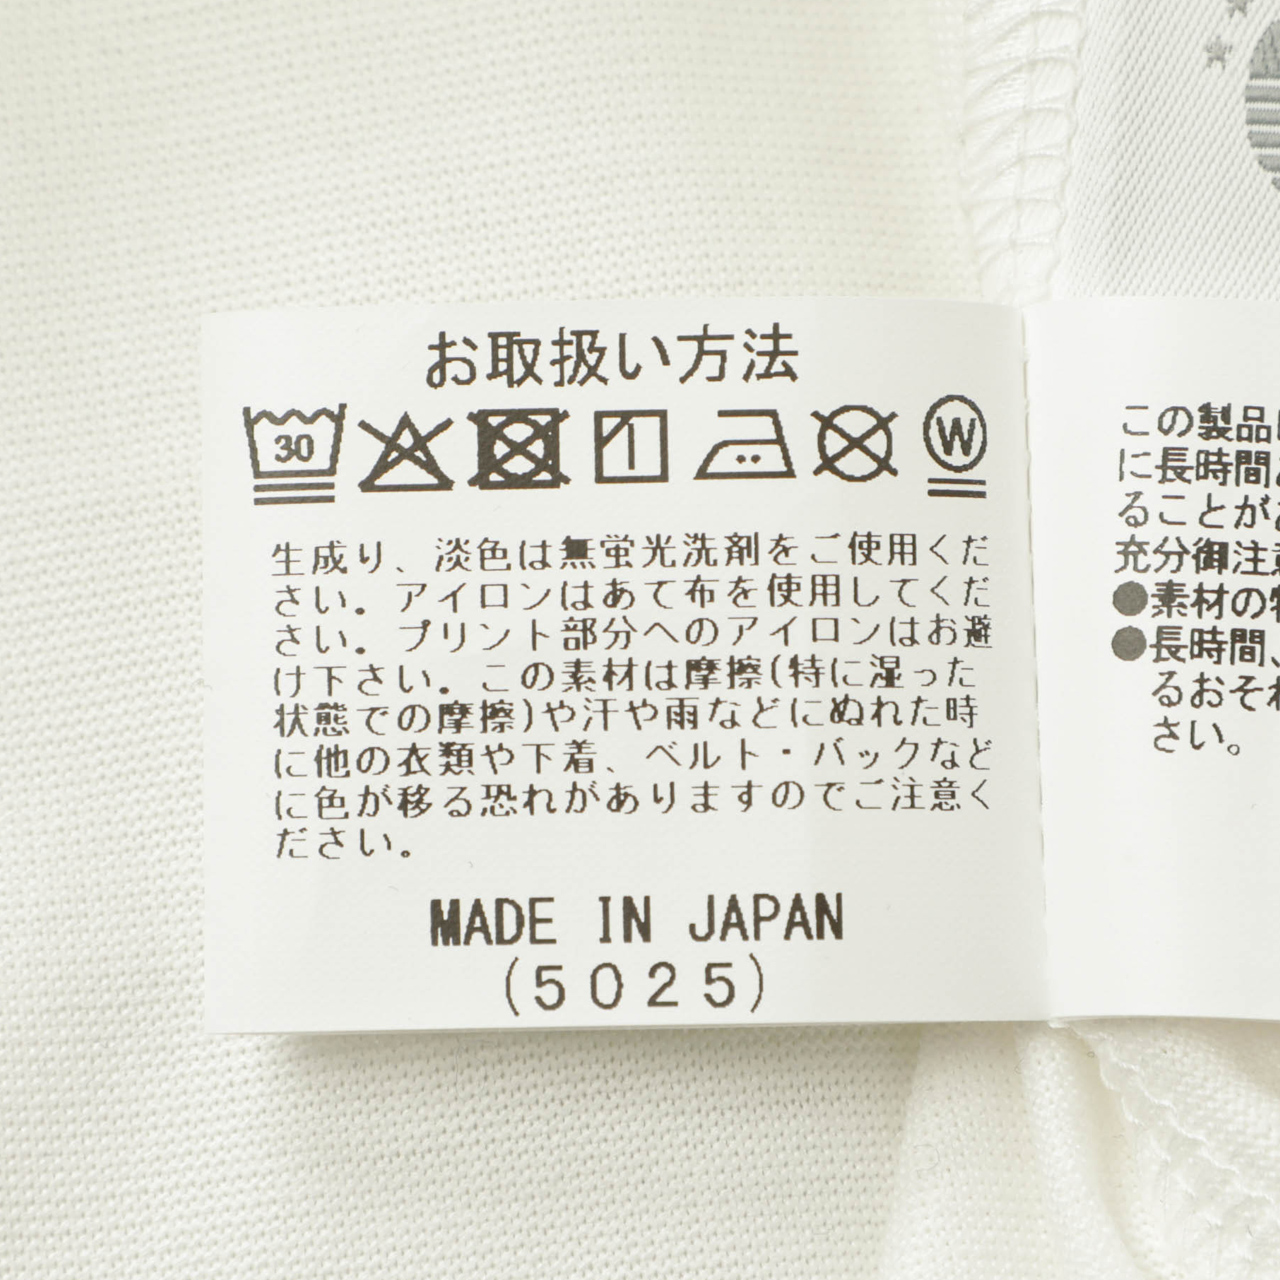 お取扱い方法
30
W
生成り、淡色は無蛍光洗剤をご使用くだ
さい。アイロンはあて布を使用してくだ
さい。プリント部分へのアイロンはお避
け下さい。この素材は摩擦(特に湿った
状態での摩擦)や汗や雨などにぬれた時
に他の衣類や下着、ベルト・バックなど
に色が移る恐れがありますのでご注意く
ださい。
MADE IN JAPAN
(5025)
この製品
に長時間
ることが
充分御注意
●素材の
●長時間、
るおそれ
さい。